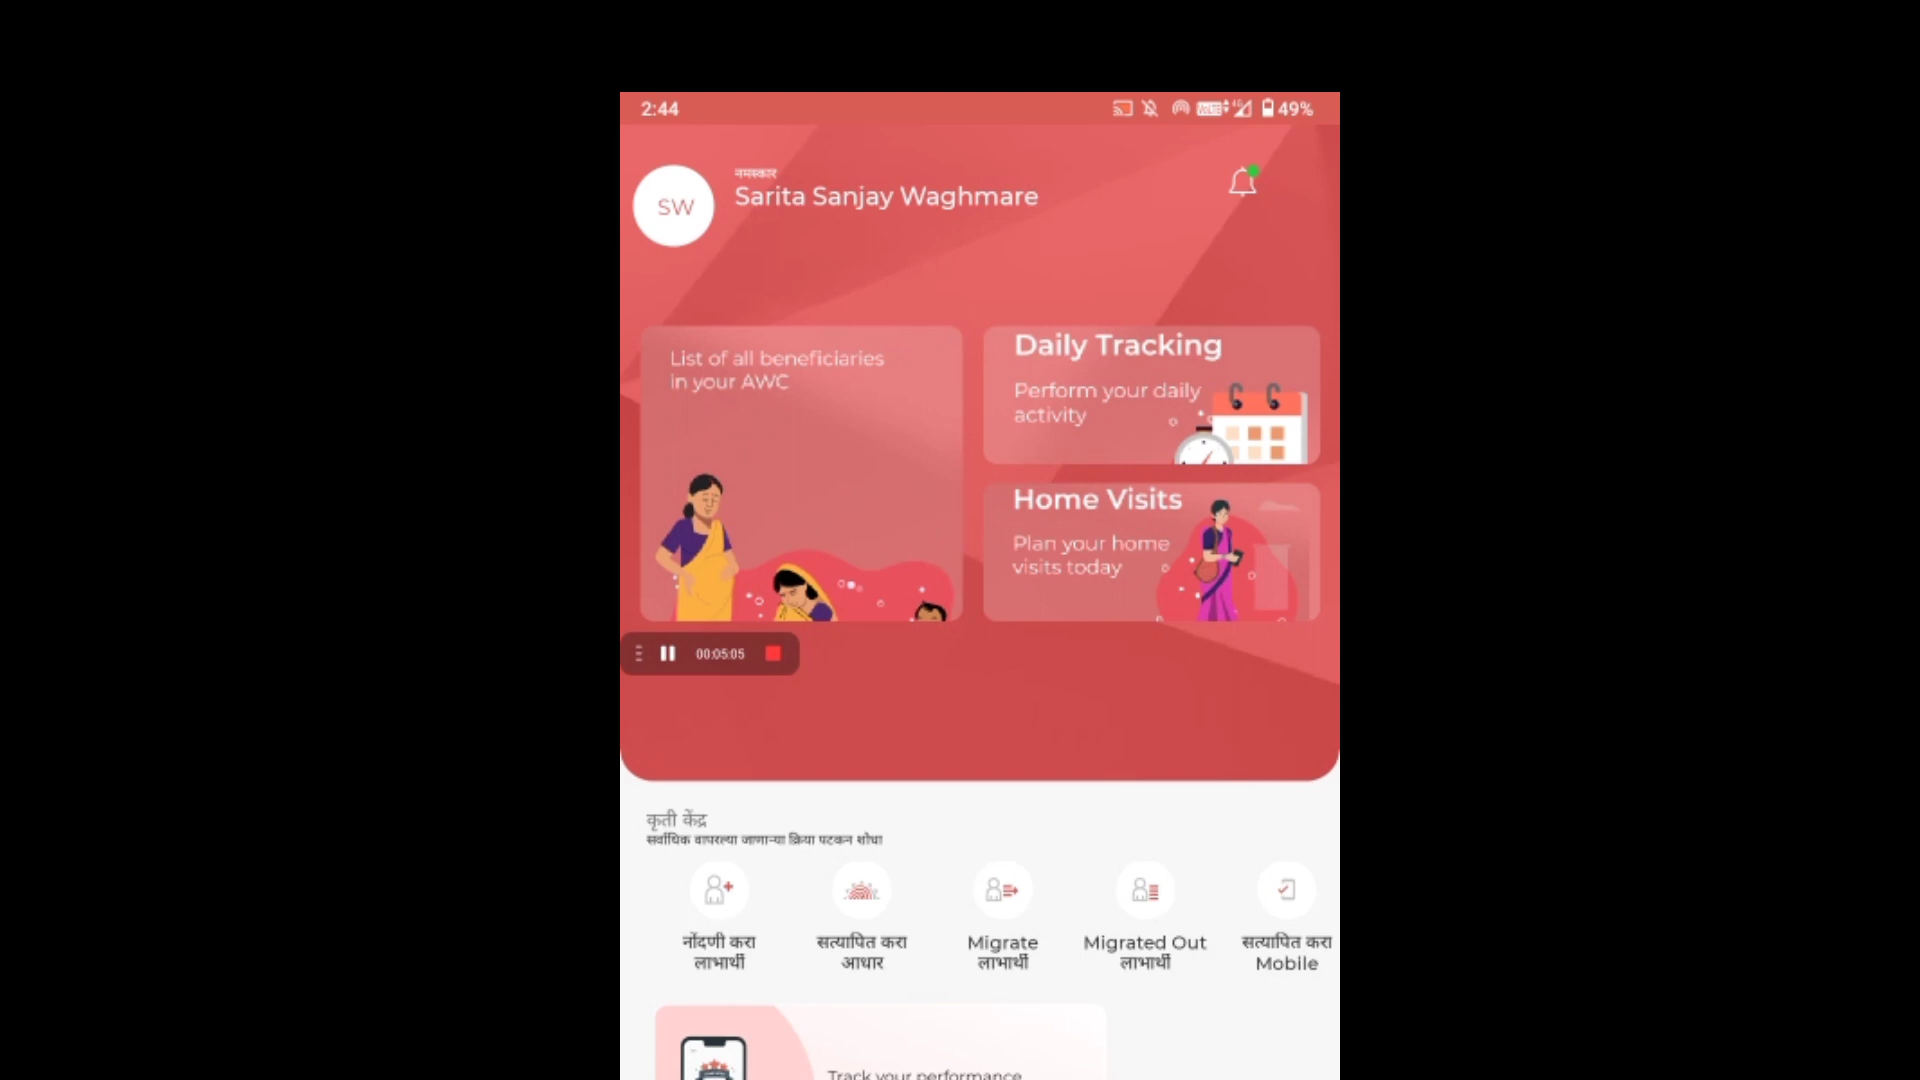 2:44
49%
नमस्कार
SW
Sarita Sanjay Waghmare
List of all beneficiaries
in your AWC
Daily Tracking
Perform your daily
activity
Home Visits
Plan your home
visits today
00:05:05
कृती केंद्र
सर्वाधिक वापरल्या जाणाऱ्या क्रिया पटकन शोधा
नोंदणी करा
लाभार्थी
सत्यापित करा
आधार
Migrate
लाभार्थी
Migrated Out
लाभार्थी
सत्यापित करा
Mobile
Track your performance